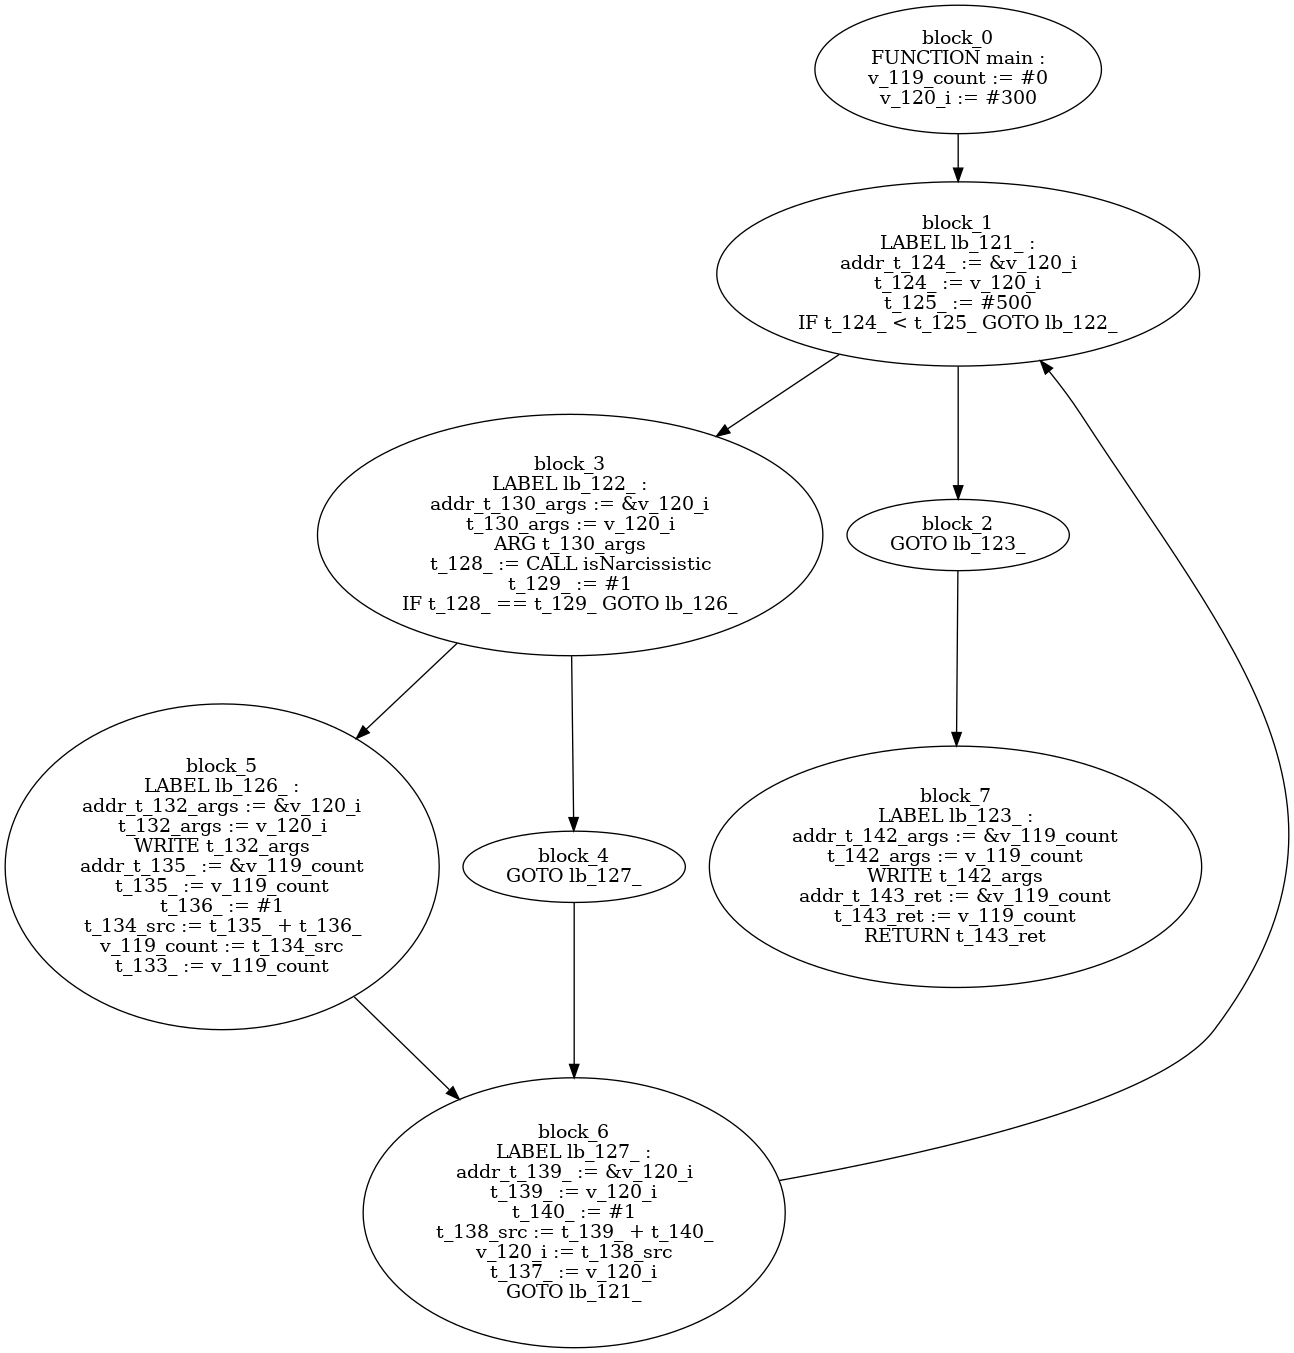 block_0
FUNCTION main :
v_119_count := #0
v_120_i := #300
block_1
LABEL lb_121_ :
addr_t_124_ := &v_120_i
t_124_ := v_120_i
t_125_ := #500
IF t_124_ < t_125_ GOTO lb_122_
block_3
LABEL lb_122_ :
addr_t_130_args := &v_120_i
t_130_args := v_120_i
ARG t_130_args
t_128_ := CALL isNarcissistic
t_129_ := #1
IF t_128_ == t_129_ GOTO lb_126_
block_2
GOTO lb_123_
block_5
LABEL lb_126_ :
addr_t_132_args := &v_120_i
t_132_args := v_120_i
WRITE t_132_args
addr_t_135_ := &v_119_count
t_135_ := v_119_count
t_136_ := #1
t_134_src := t_135_ + t_136_
v_119_count := t_134_src
t_133_ := v_119_count
block_4
GOTO lb_127_
block_7
LABEL lb_123_ :
addr_t_142_args := &v_119_count
t_142_args := v_119_count
WRITE t_142_args
addr_t_143_ret := &v_119_count
t_143_ret := v_119_count
RETURN t_143_ret
block_6
LABEL lb_127_ :
addr_t_139_ := &v_120_i
t_139_ := v_120_i
t_140_ := #1
t_138_src := t_139_ + t_140_
v_120_i := t_138_src
t_137_ := v_120_i
GOTO lb_121_